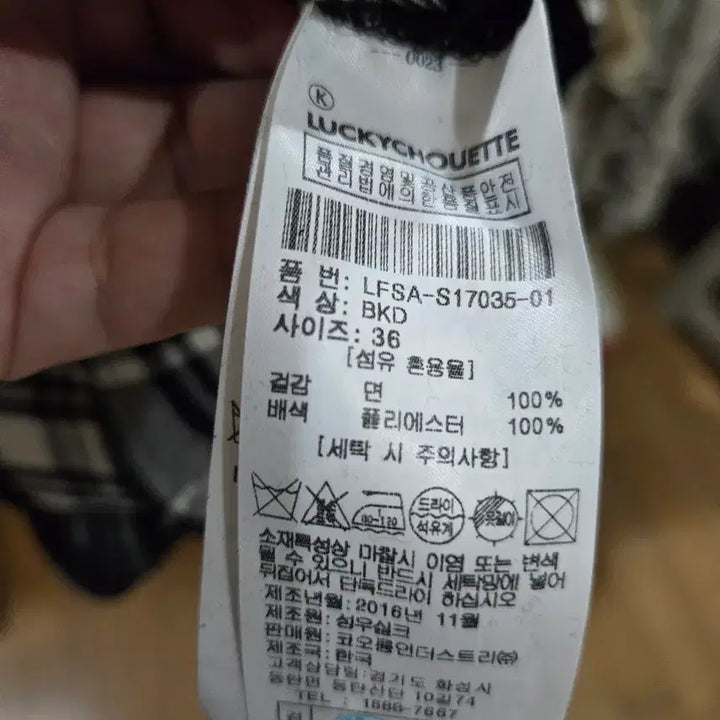 0023
K
LUCKYCHOUETTE
품질경영및공산품안전
관리법에의한품질표시
품 번: LFSA-S17035-01
색 상: BKD
사이즈: 36
[섬유 혼용율]
겉감 면 100%
배색 폴리에스터 100%
[세탁 시 주의사항]
80~120
드라이
석유계
옷걸이
소재특성상 마찰시 이염 또는 변색
될 수 있으니 반드시 세탁망에 넣어
뒤집어서 단독드라이 하십시오
제조년월:2016년 11월
제조원:성우실크
판매원:코오롱인더스트리㈜
제조국:한국
고객상담팀:경기도 화성시
동탄면 동탄산단 10길74
TEL : 1588-7667